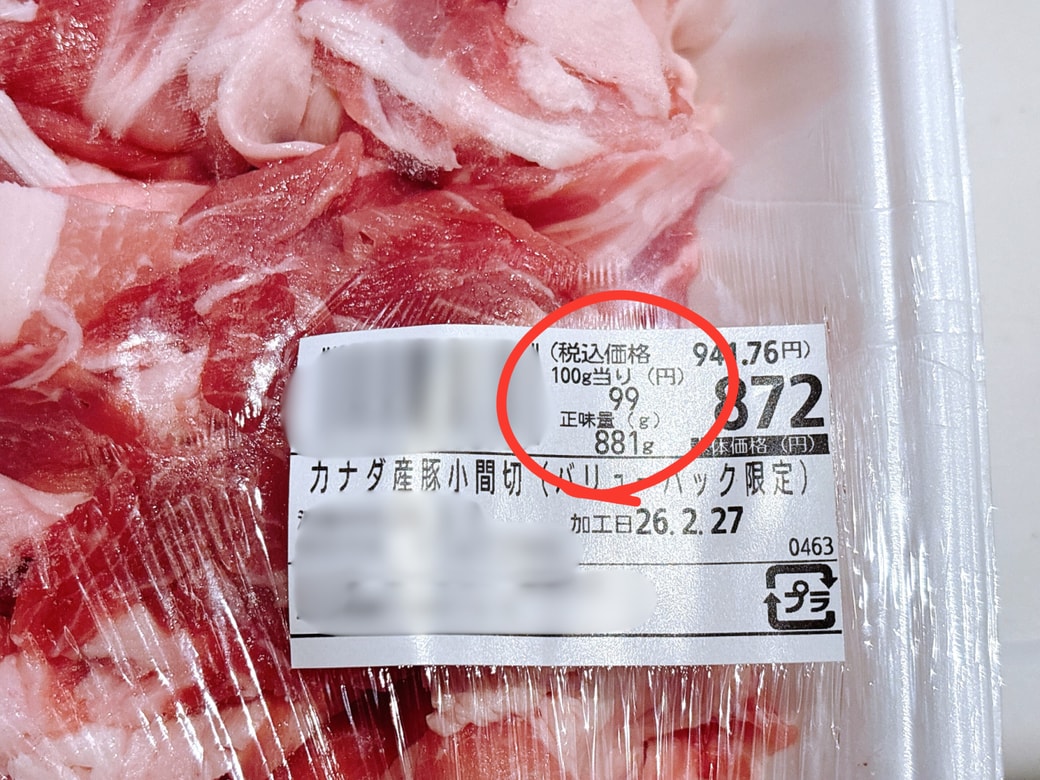 (税込価格 941.76円)
100g当り(円)
99
872
正味量(g)
881g
本体価格(円)
カナダ産豚小間切(バリューパック限定)
加工日26.2.27
0463
プラ